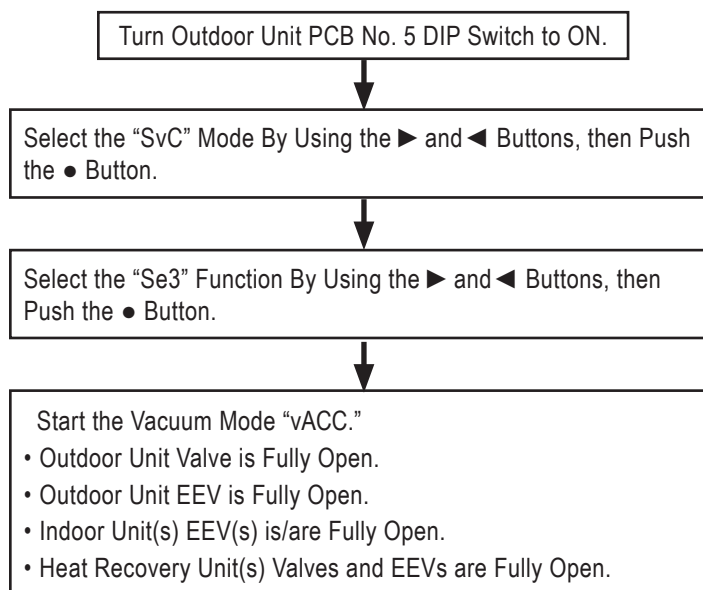 Turn Outdoor Unit PCB No. 5 DIP Switch to ON.
Select the “SvC” Mode By Using the ► and ◄ Buttons, then Push
the ● Button.
Select the “Se3” Function By Using the ► and ◄ Buttons, then
Push the ● Button.
Start the Vacuum Mode “vACC.”
• Outdoor Unit Valve is Fully Open.
• Outdoor Unit EEV is Fully Open.
• Indoor Unit(s) EEV(s) is/are Fully Open.
• Heat Recovery Unit(s) Valves and EEVs are Fully Open.